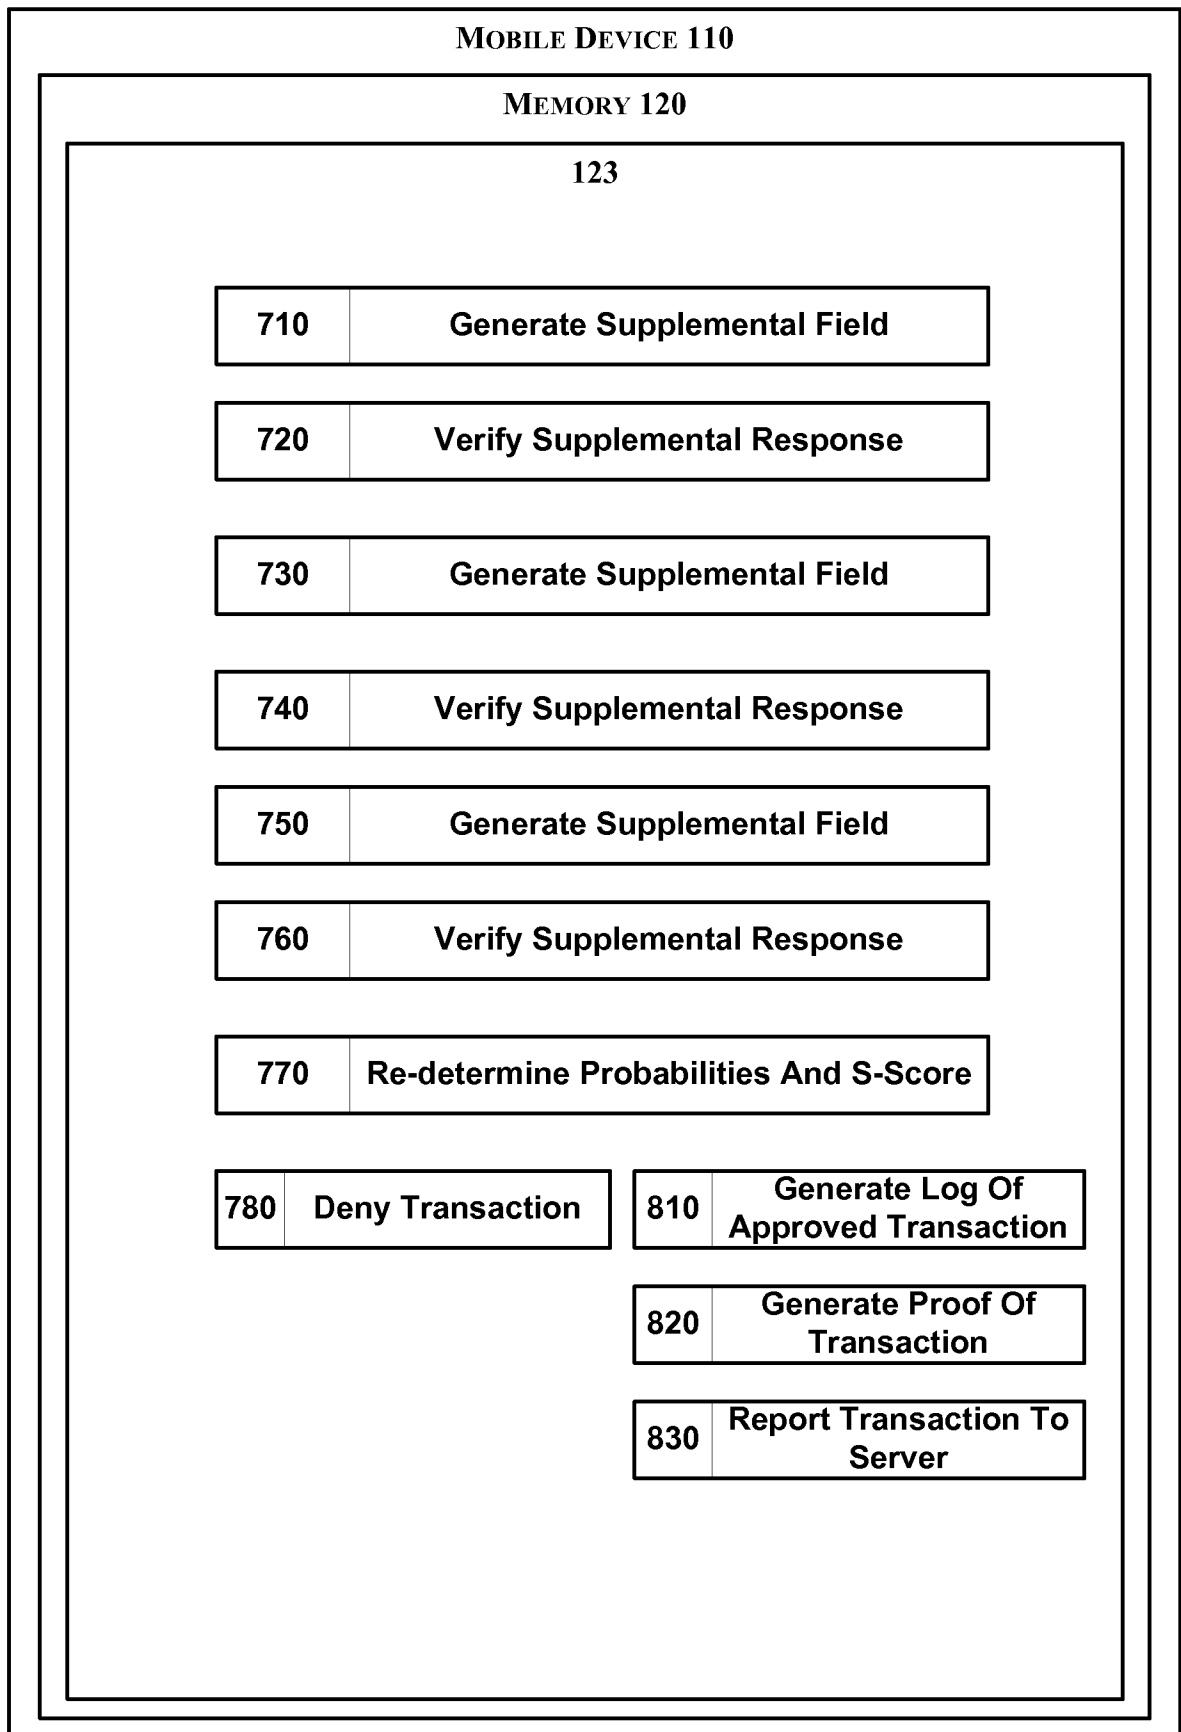 MOBILE DEVICE 110
MEMORY 120
123
710 Generate Supplemental Field
720 Verify Supplemental Response
730 Generate Supplemental Field
740 Verify Supplemental Response
750 Generate Supplemental Field
760 Verify Supplemental Response
770 Re-determine Probabilities And S-Score
780 Deny Transaction
810 Generate Log Of
Approved Transaction
820 Generate Proof Of
Transaction
830 Report Transaction To
Server